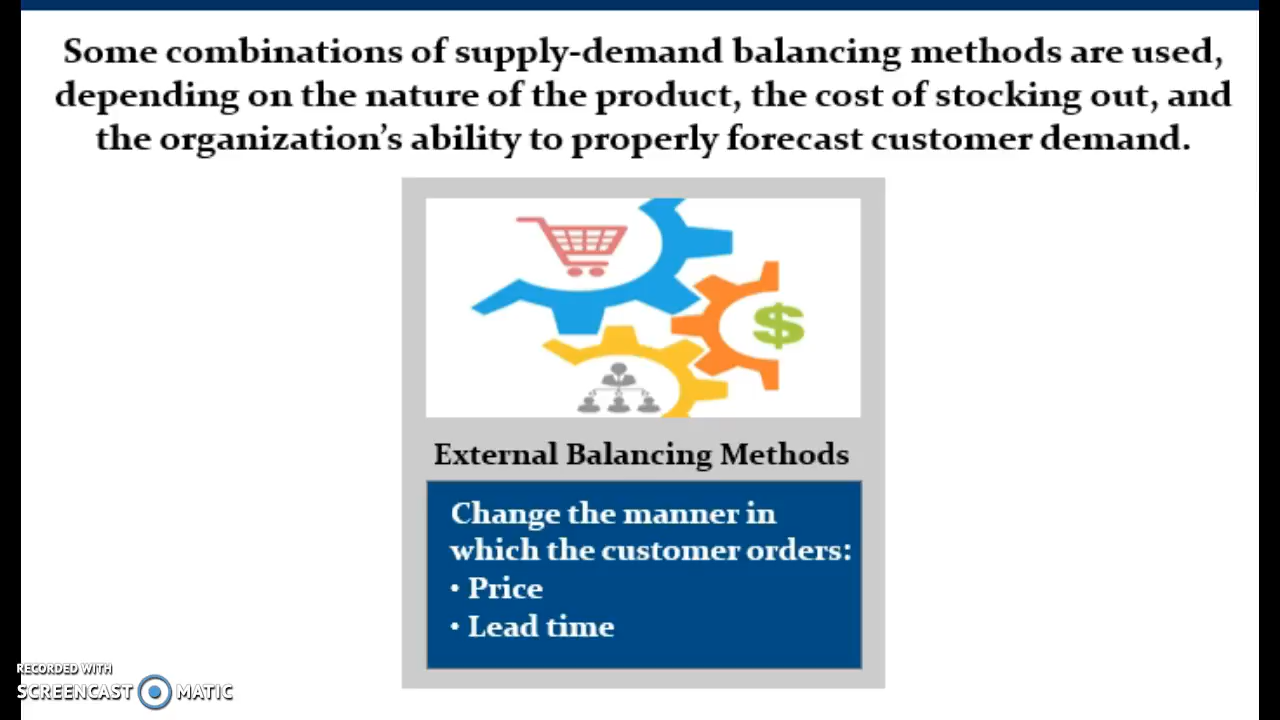 Some combinations of supply-demand balancing methods are used,
depending on the nature of the product, the cost of stocking out, and
the organization's ability to properly forecast customer demand.
$
External Balancing Methods
Change the manner in
which the customer orders:
• Price
• Lead time
RECORDED WITH
SCREENCAST MATIC